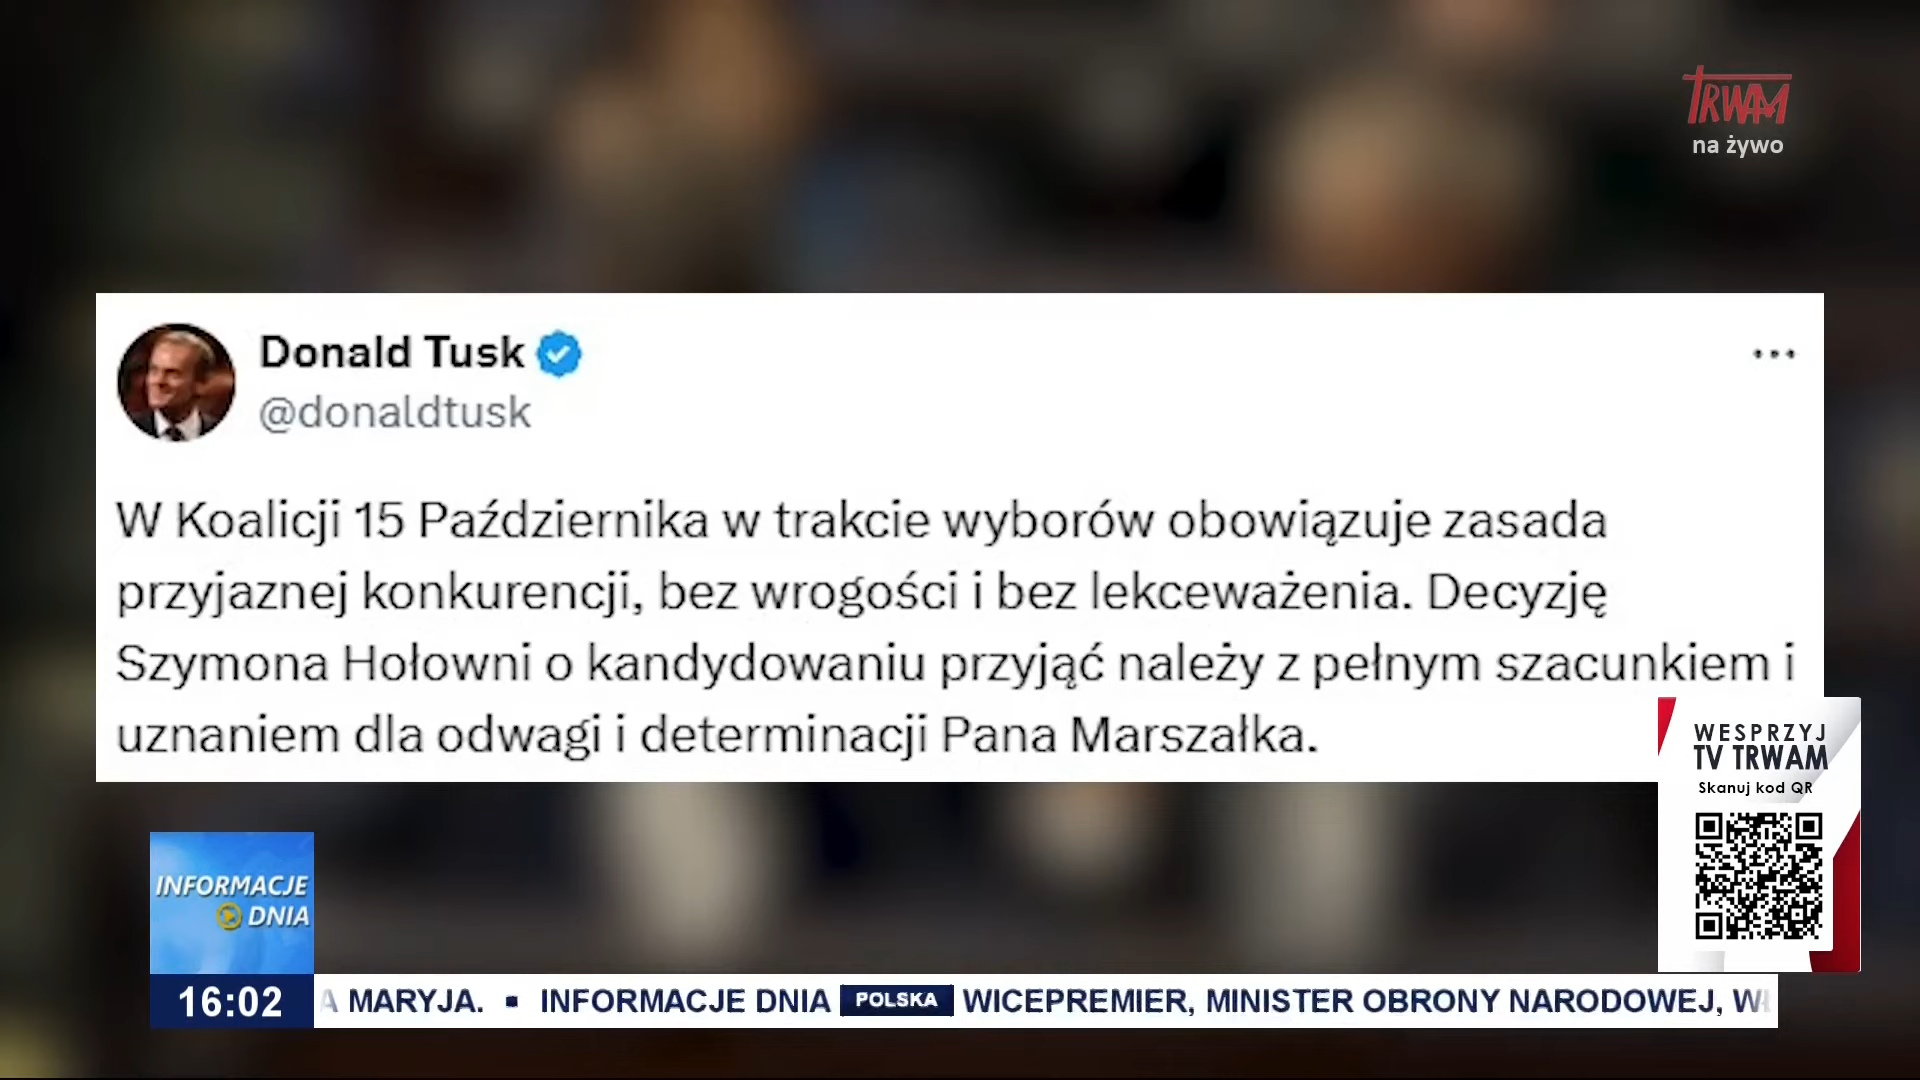 TRWAM
na żywo
Donald Tusk
@donaldtusk
W Koalicji 15 Października w trakcie wyborów obowiązuje zasada
przyjaznej konkurencji, bez wrogości i bez lekceważenia. Decyzję
Szymona Hołowni o kandydowaniu przyjąć należy z pełnym szacunkiem i
uznaniem dla odwagi i determinacji Pana Marszałka.
WESPRZYJ
TV TRWAM
Skanuj kod QR
INFORMACJE
DNIA
16:02 A MARYJA. ▪ INFORMACJE DNIA POLSKA WICEPREMIER, MINISTER OBRONY NARODOWEJ,